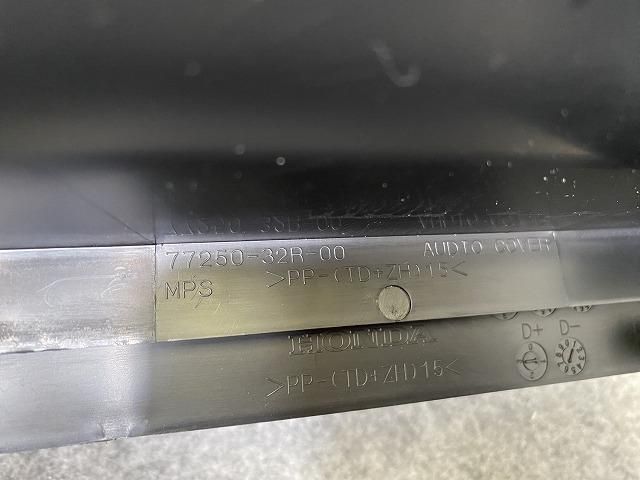 77250-32R-00 AUDIO COVER
>PP-(TD+ZH)15<
MPS
HONDA
D+ D-
>PP-(TD+ZH)15<